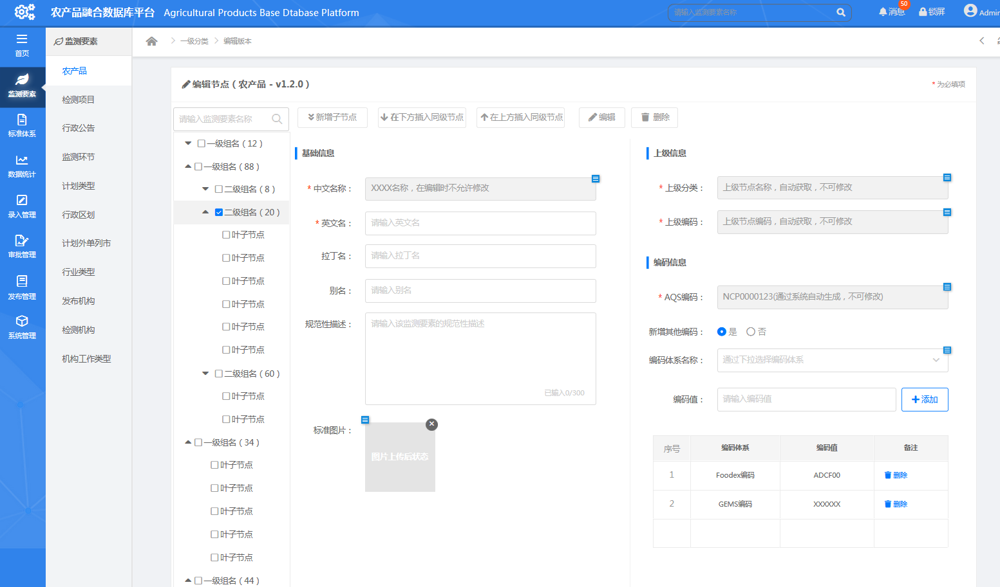 农产品融合数据库平台 Agricultural Products Base Dtabase Platform
请输入监测要素名称
消息 50
锁屏
Admin
首页
监测要素
标准体系
数据统计
录入管理
审批管理
发布管理
系统管理
监测要素
农产品
检测项目
行政公告
监测环节
计划类型
行政区划
计划外单列市
行业类型
发布机构
检测机构
机构工作类型
一级分类 编辑版本
编辑节点（农产品 - v1.2.0）
* 为必填项
请输入监测要素名称
新增子节点
在下方插入同级节点
在上方插入同级节点
编辑
删除
一级组名（12）
一级组名（88）
二级组名（8）
二级组名（20）
叶子节点
叶子节点
叶子节点
叶子节点
叶子节点
叶子节点
二级组名（60）
叶子节点
叶子节点
一级组名（34）
叶子节点
叶子节点
叶子节点
叶子节点
叶子节点
一级组名（44）
基础信息
* 中文名称： XXXX名称，在编辑时不允许修改
* 英文名： 请输入英文名
拉丁名： 请输入拉丁名
别名： 请输入别名
规范性描述： 请输入该监测要素的规范性描述
已输入0/300
标准图片：
图片上传后状态
上级信息
* 上级分类： 上级节点名称，自动获取，不可修改
* 上级编码： 上级节点编码，自动获取，不可修改
编码信息
* AQS编码： NCP0000123(通过系统自动生成，不可修改)
新增其他编码： 是 否
编码体系名称： 通过下拉选择编码体系
编码值： 请输入编码值 添加
序号 编码体系 编码值 备注
1 Foodex编码 ADCF00 删除
2 GEMS编码 XXXXXX 删除